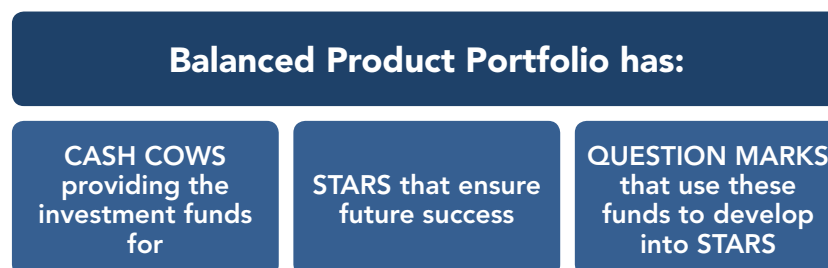 Balanced Product Portfolio has:
CASH COWS
providing the
investment funds
for
STARS that ensure
future success
QUESTION MARKS
that use these
funds to develop
into STARS